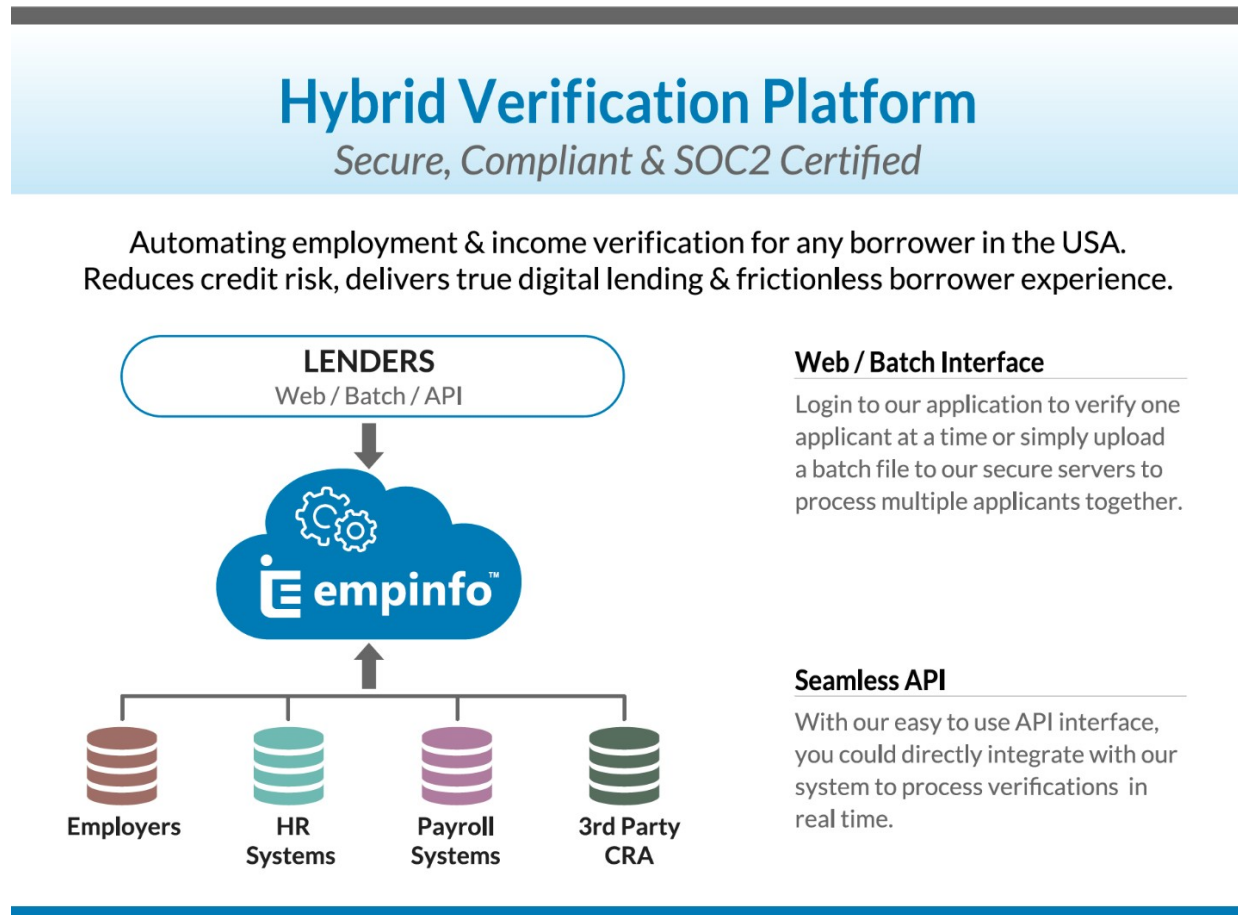 Hybrid Verification Platform
Secure, Compliant & SOC2 Certified
Automating employment & income verification for any borrower in the USA.
Reduces credit risk, delivers true digital lending & frictionless borrower experience.
LENDERS
Web / Batch / API
empinfo™
Employers
HR
Systems
Payroll
Systems
3rd Party
CRA
Web / Batch Interface
Login to our application to verify one
applicant at a time or simply upload
a batch file to our secure servers to
process multiple applicants together.
Seamless API
With our easy to use API interface,
you could directly integrate with our
system to process verifications in
real time.